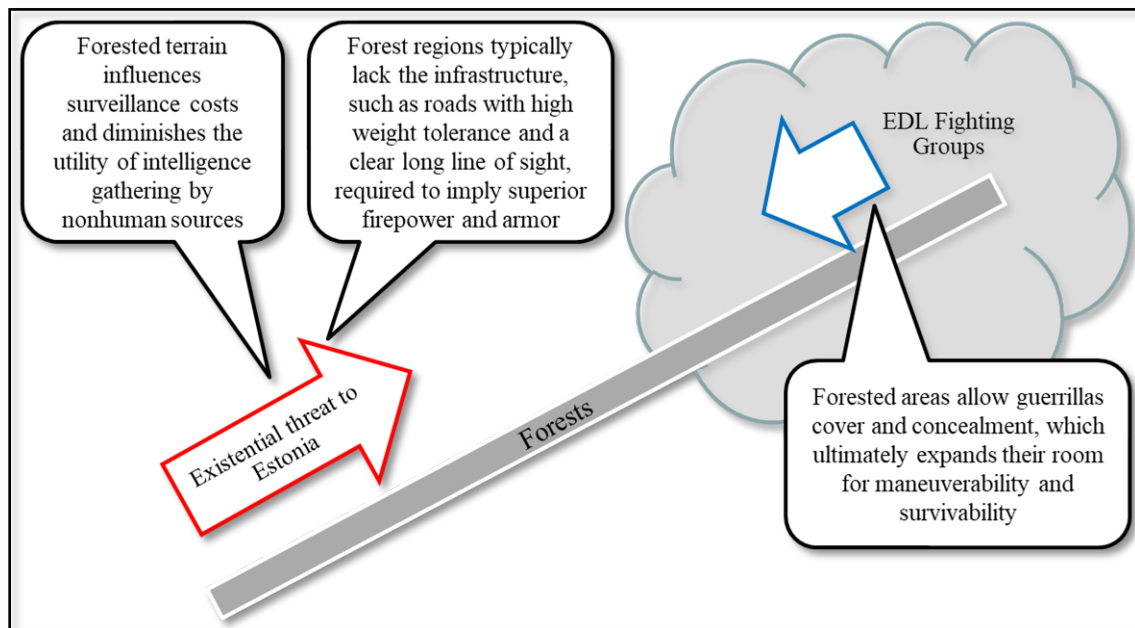 Forested terrain
influences
surveillance costs
and diminishes the
utility of intelligence
gathering by
nonhuman sources
Forest regions typically
lack the infrastructure,
such as roads with high
weight tolerance and a
clear long line of sight,
required to imply superior
firepower and armor
EDL Fighting
Groups
Existential threat to
Estonia
Forests
Forested areas allow guerrillas
cover and concealment, which
ultimately expands their room
for maneuverability and
survivability